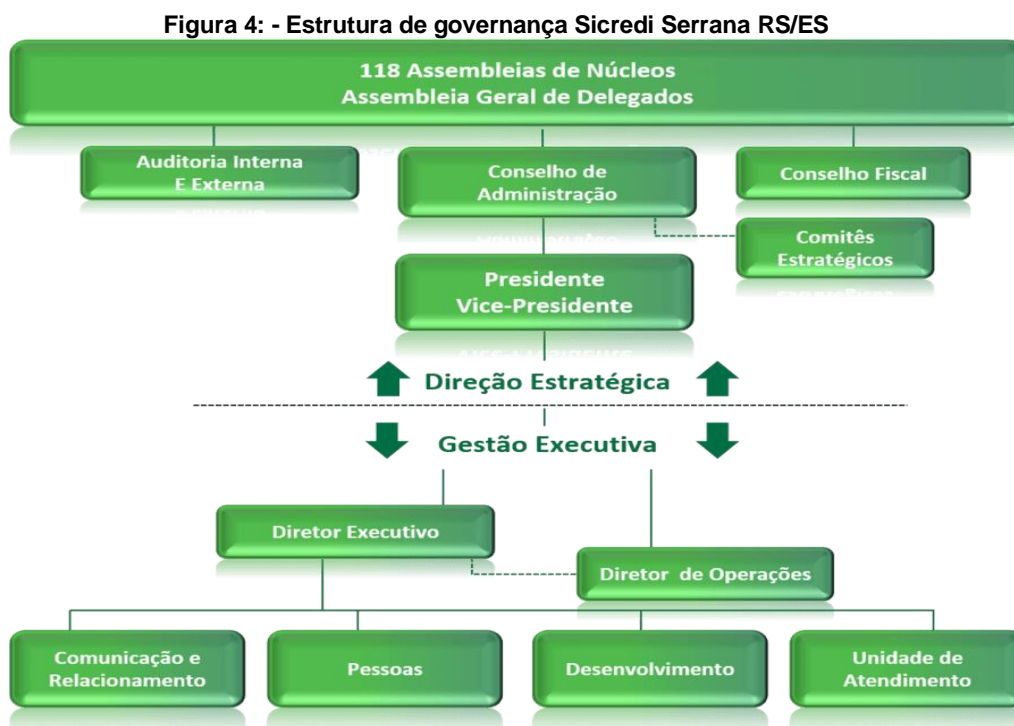 Figura 4: - Estrutura de governança Sicredi Serrana RS/ES
118 Assembleias de Núcleos
Assembleia Geral de Delegados
Auditoria Interna
E Externa
Conselho de
Administração
Conselho Fiscal
Comitês
Estratégicos
Presidente
Vice-Presidente
Direção Estratégica
Gestão Executiva
Diretor Executivo
Diretor de Operações
Comunicação e
Relacionamento
Pessoas
Desenvolvimento
Unidade de
Atendimento